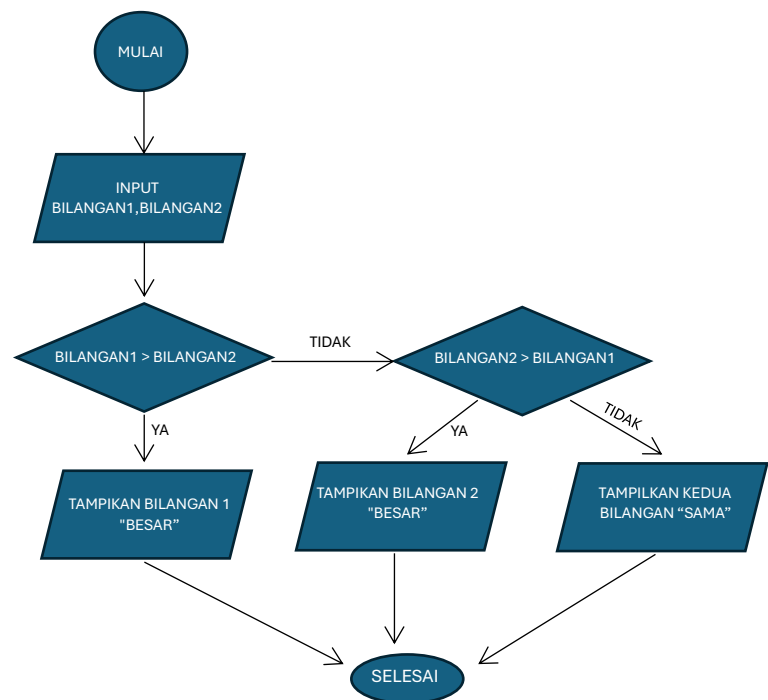 MULAI
INPUT
BILANGAN1,BILANGAN2
BILANGAN1 > BILANGAN2
TIDAK
BILANGAN2 > BILANGAN1
YA
YA
TIDAK
TAMPIKAN BILANGAN 1
"BESAR”
TAMPIKAN BILANGAN 2
"BESAR”
TAMPILKAN KEDUA
BILANGAN “SAMA”
SELESAI